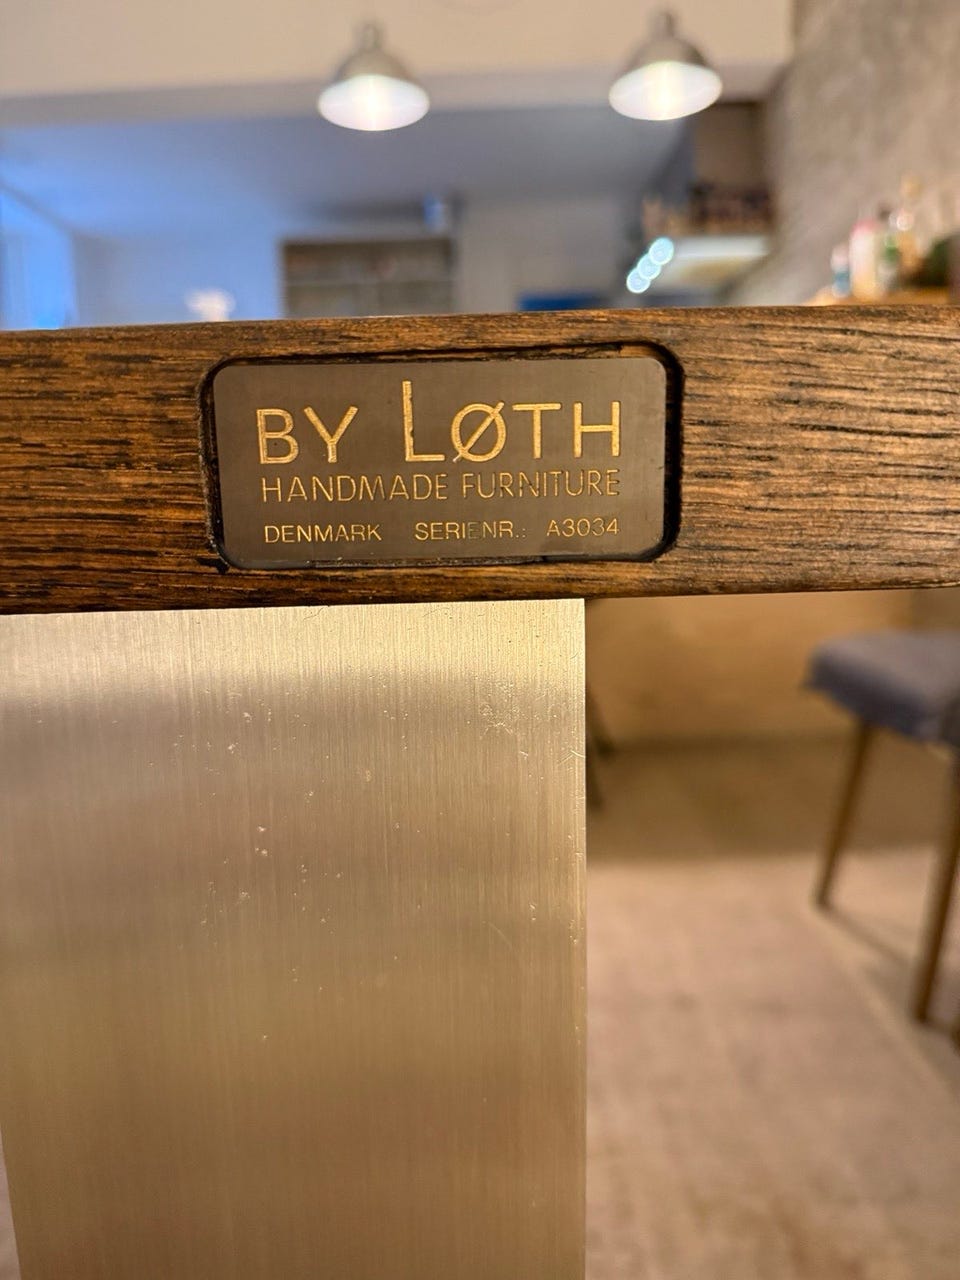 BY LØTH
HANDMADE FURNITURE
DENMARK SERIENR.: A3034